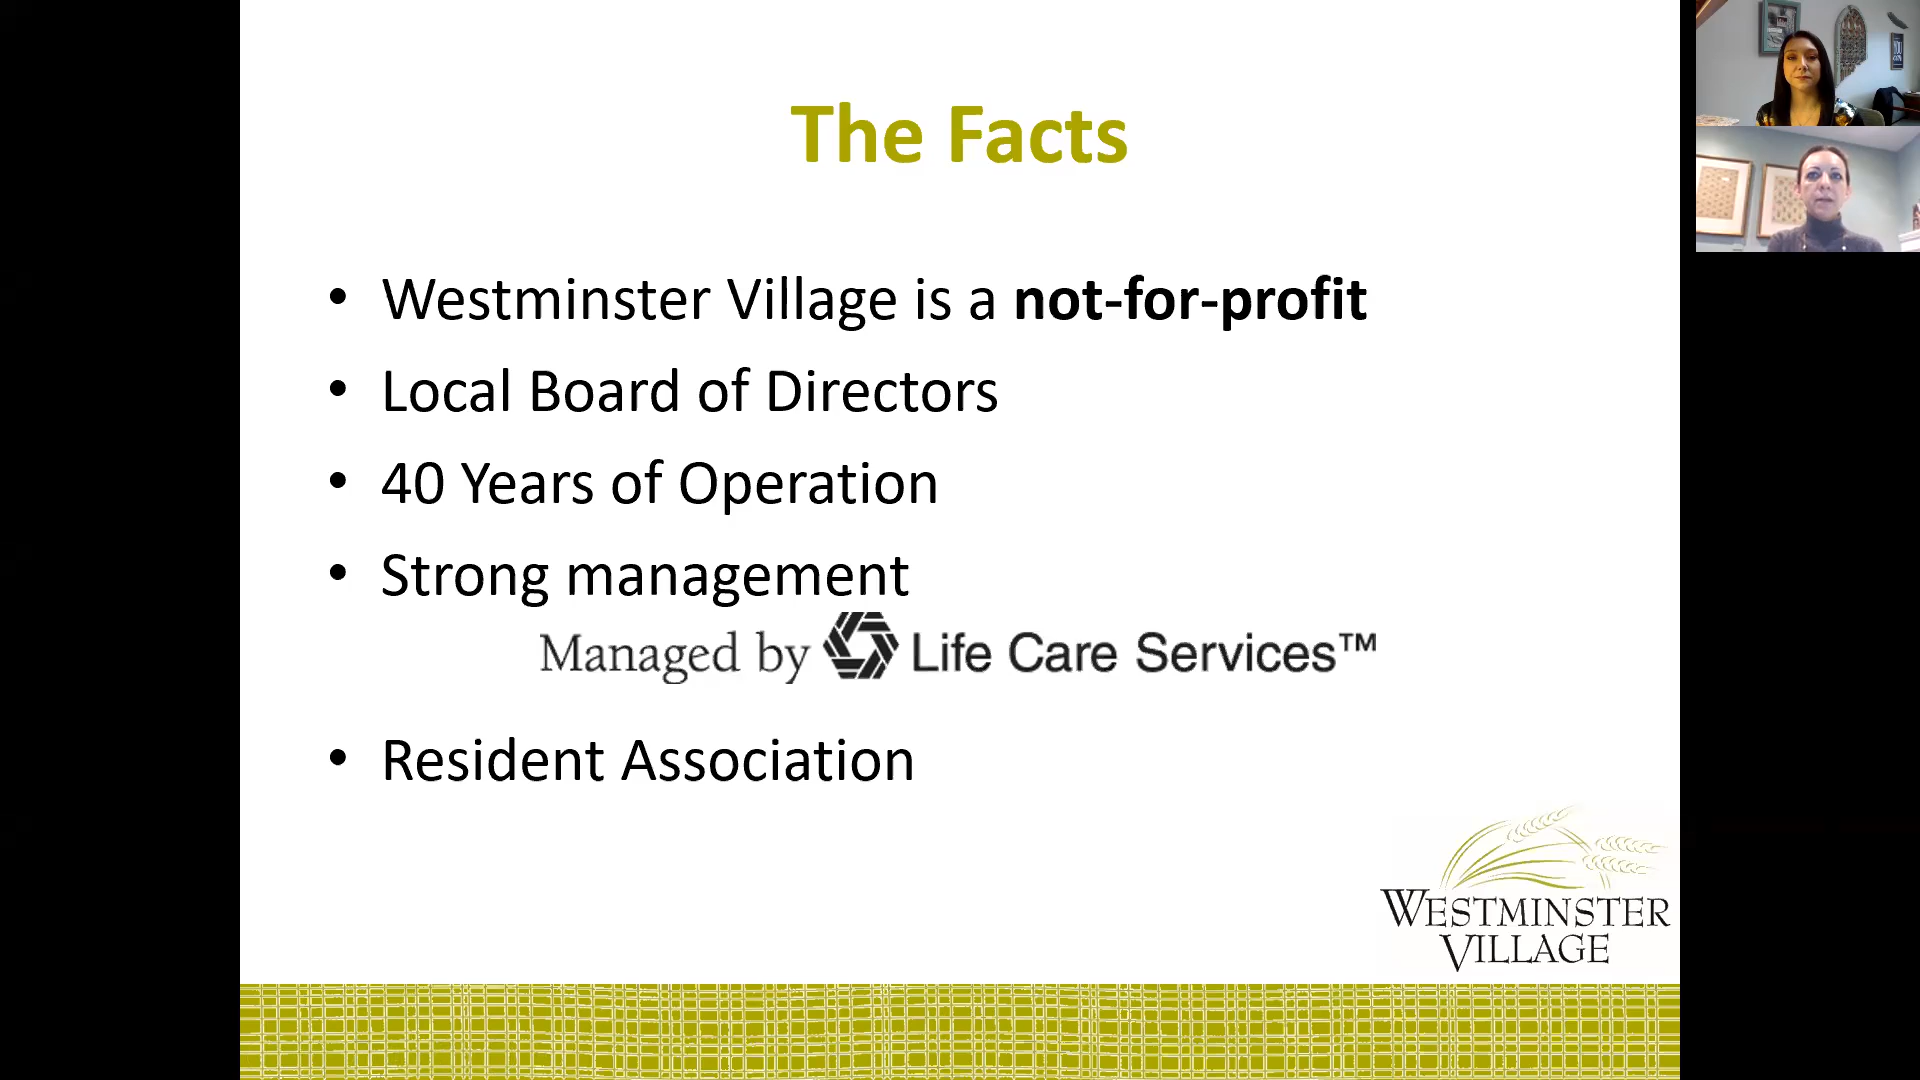 The Facts
• Westminster Village is a not-for-profit
• Local Board of Directors
• 40 Years of Operation
• Strong management
Managed by Life Care Services™
• Resident Association
WESTMINSTER
VILLAGE